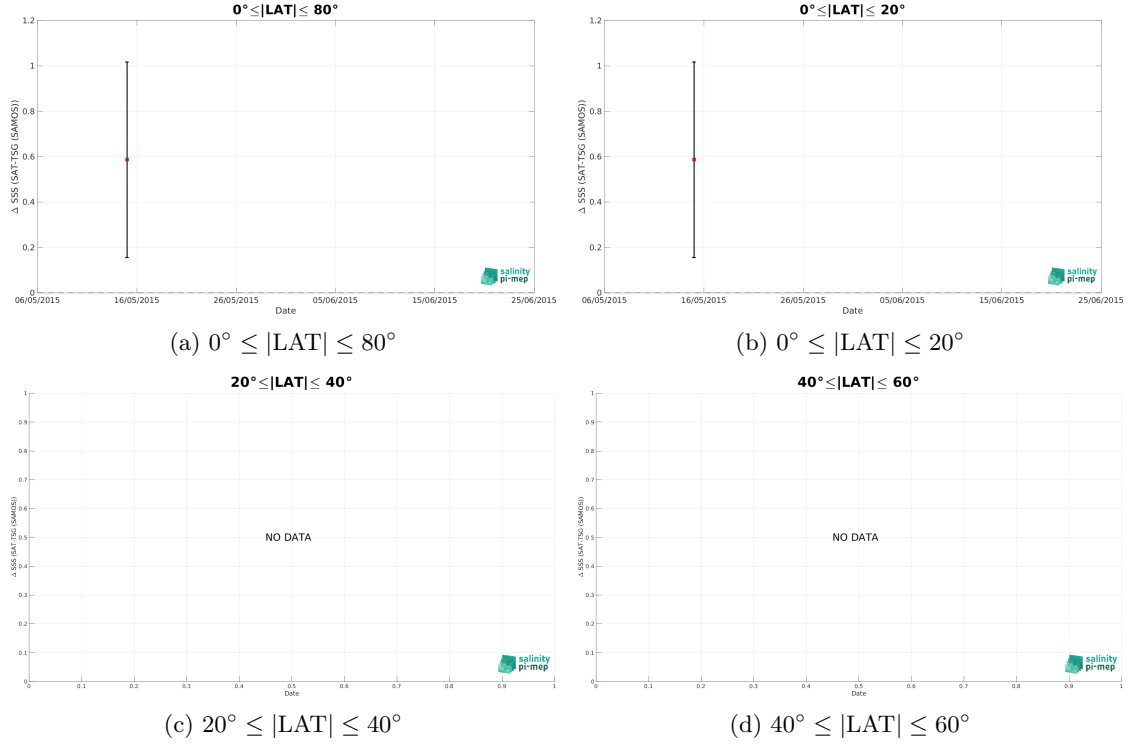 0°≤|LAT|≤ 80°
Δ SSS (SAT-TSG (SAMOS))
1.2
1
0.8
0.6
0.4
0.2
0
06/05/2015 16/05/2015 26/05/2015 05/06/2015 15/06/2015 25/06/2015
Date
salinity
pi-mep
(a) 0° ≤ |LAT| ≤ 80°
0°≤|LAT|≤ 20°
Δ SSS (SAT-TSG (SAMOS))
1.2
1
0.8
0.6
0.4
0.2
0
06/05/2015 16/05/2015 26/05/2015 05/06/2015 15/06/2015 25/06/2015
Date
salinity
pi-mep
(b) 0° ≤ |LAT| ≤ 20°
20°≤|LAT|≤ 40°
Δ SSS (SAT-TSG (SAMOS))
1
0.9
0.8
0.7
0.6
0.5
0.4
0.3
0.2
0.1
0
NO DATA
0 0.1 0.2 0.3 0.4 0.5 0.6 0.7 0.8 0.9 1
Date
salinity
pi-mep
(c) 20° ≤ |LAT| ≤ 40°
40°≤|LAT|≤ 60°
Δ SSS (SAT-TSG (SAMOS))
1
0.9
0.8
0.7
0.6
0.5
0.4
0.3
0.2
0.1
0
NO DATA
0 0.1 0.2 0.3 0.4 0.5 0.6 0.7 0.8 0.9 1
Date
salinity
pi-mep
(d) 40° ≤ |LAT| ≤ 60°